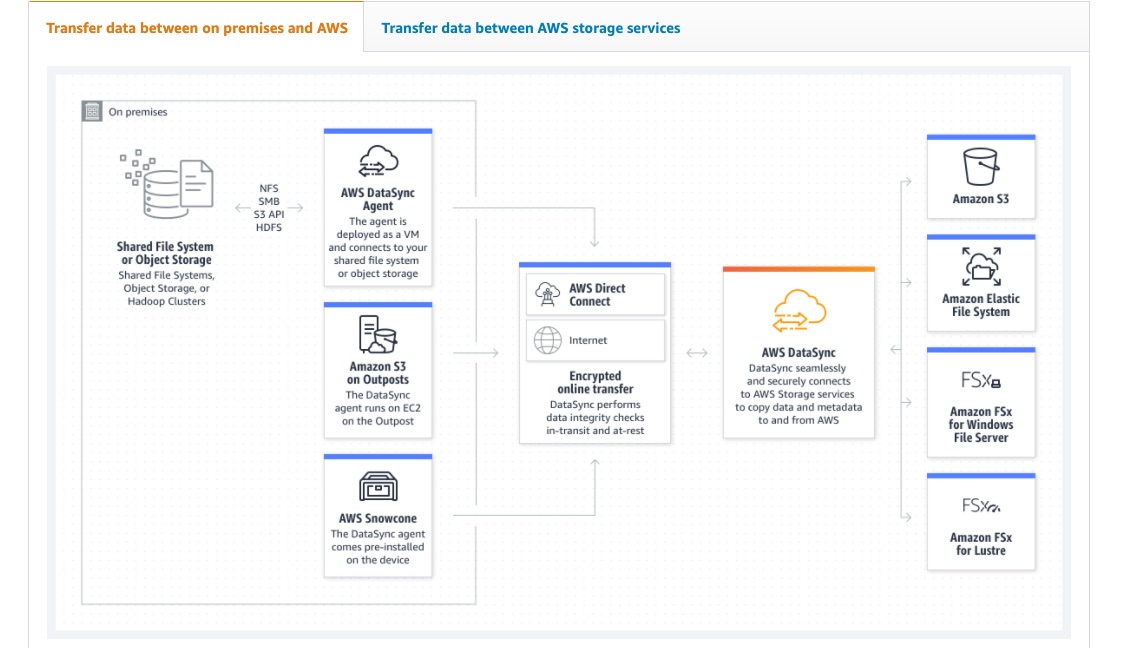 Transfer data between on premises and AWS
Transfer data between AWS storage services
On premises
NFS
SMB
S3 API
HDFS
Shared File System
or Object Storage
Shared File Systems,
Object Storage, or
Hadoop Clusters
AWS DataSync
Agent
The agent is
deployed as a VM
and connects to your
shared file system
or object storage
Amazon S3
on Outposts
The DataSync
agent runs on EC2
on the Outpost
AWS Snowcone
The DataSync agent
comes pre-installed
on the device
AWS Direct
Connect
Internet
Encrypted
online transfer
DataSync performs
data integrity checks
in-transit and at-rest
AWS DataSync
DataSync seamlessly
and securely connects
to AWS Storage services
to copy data and metadata
to and from AWS
Amazon S3
Amazon Elastic
File System
FSx
Amazon FSx
for Windows
File Server
FSx
Amazon FSx
for Lustre